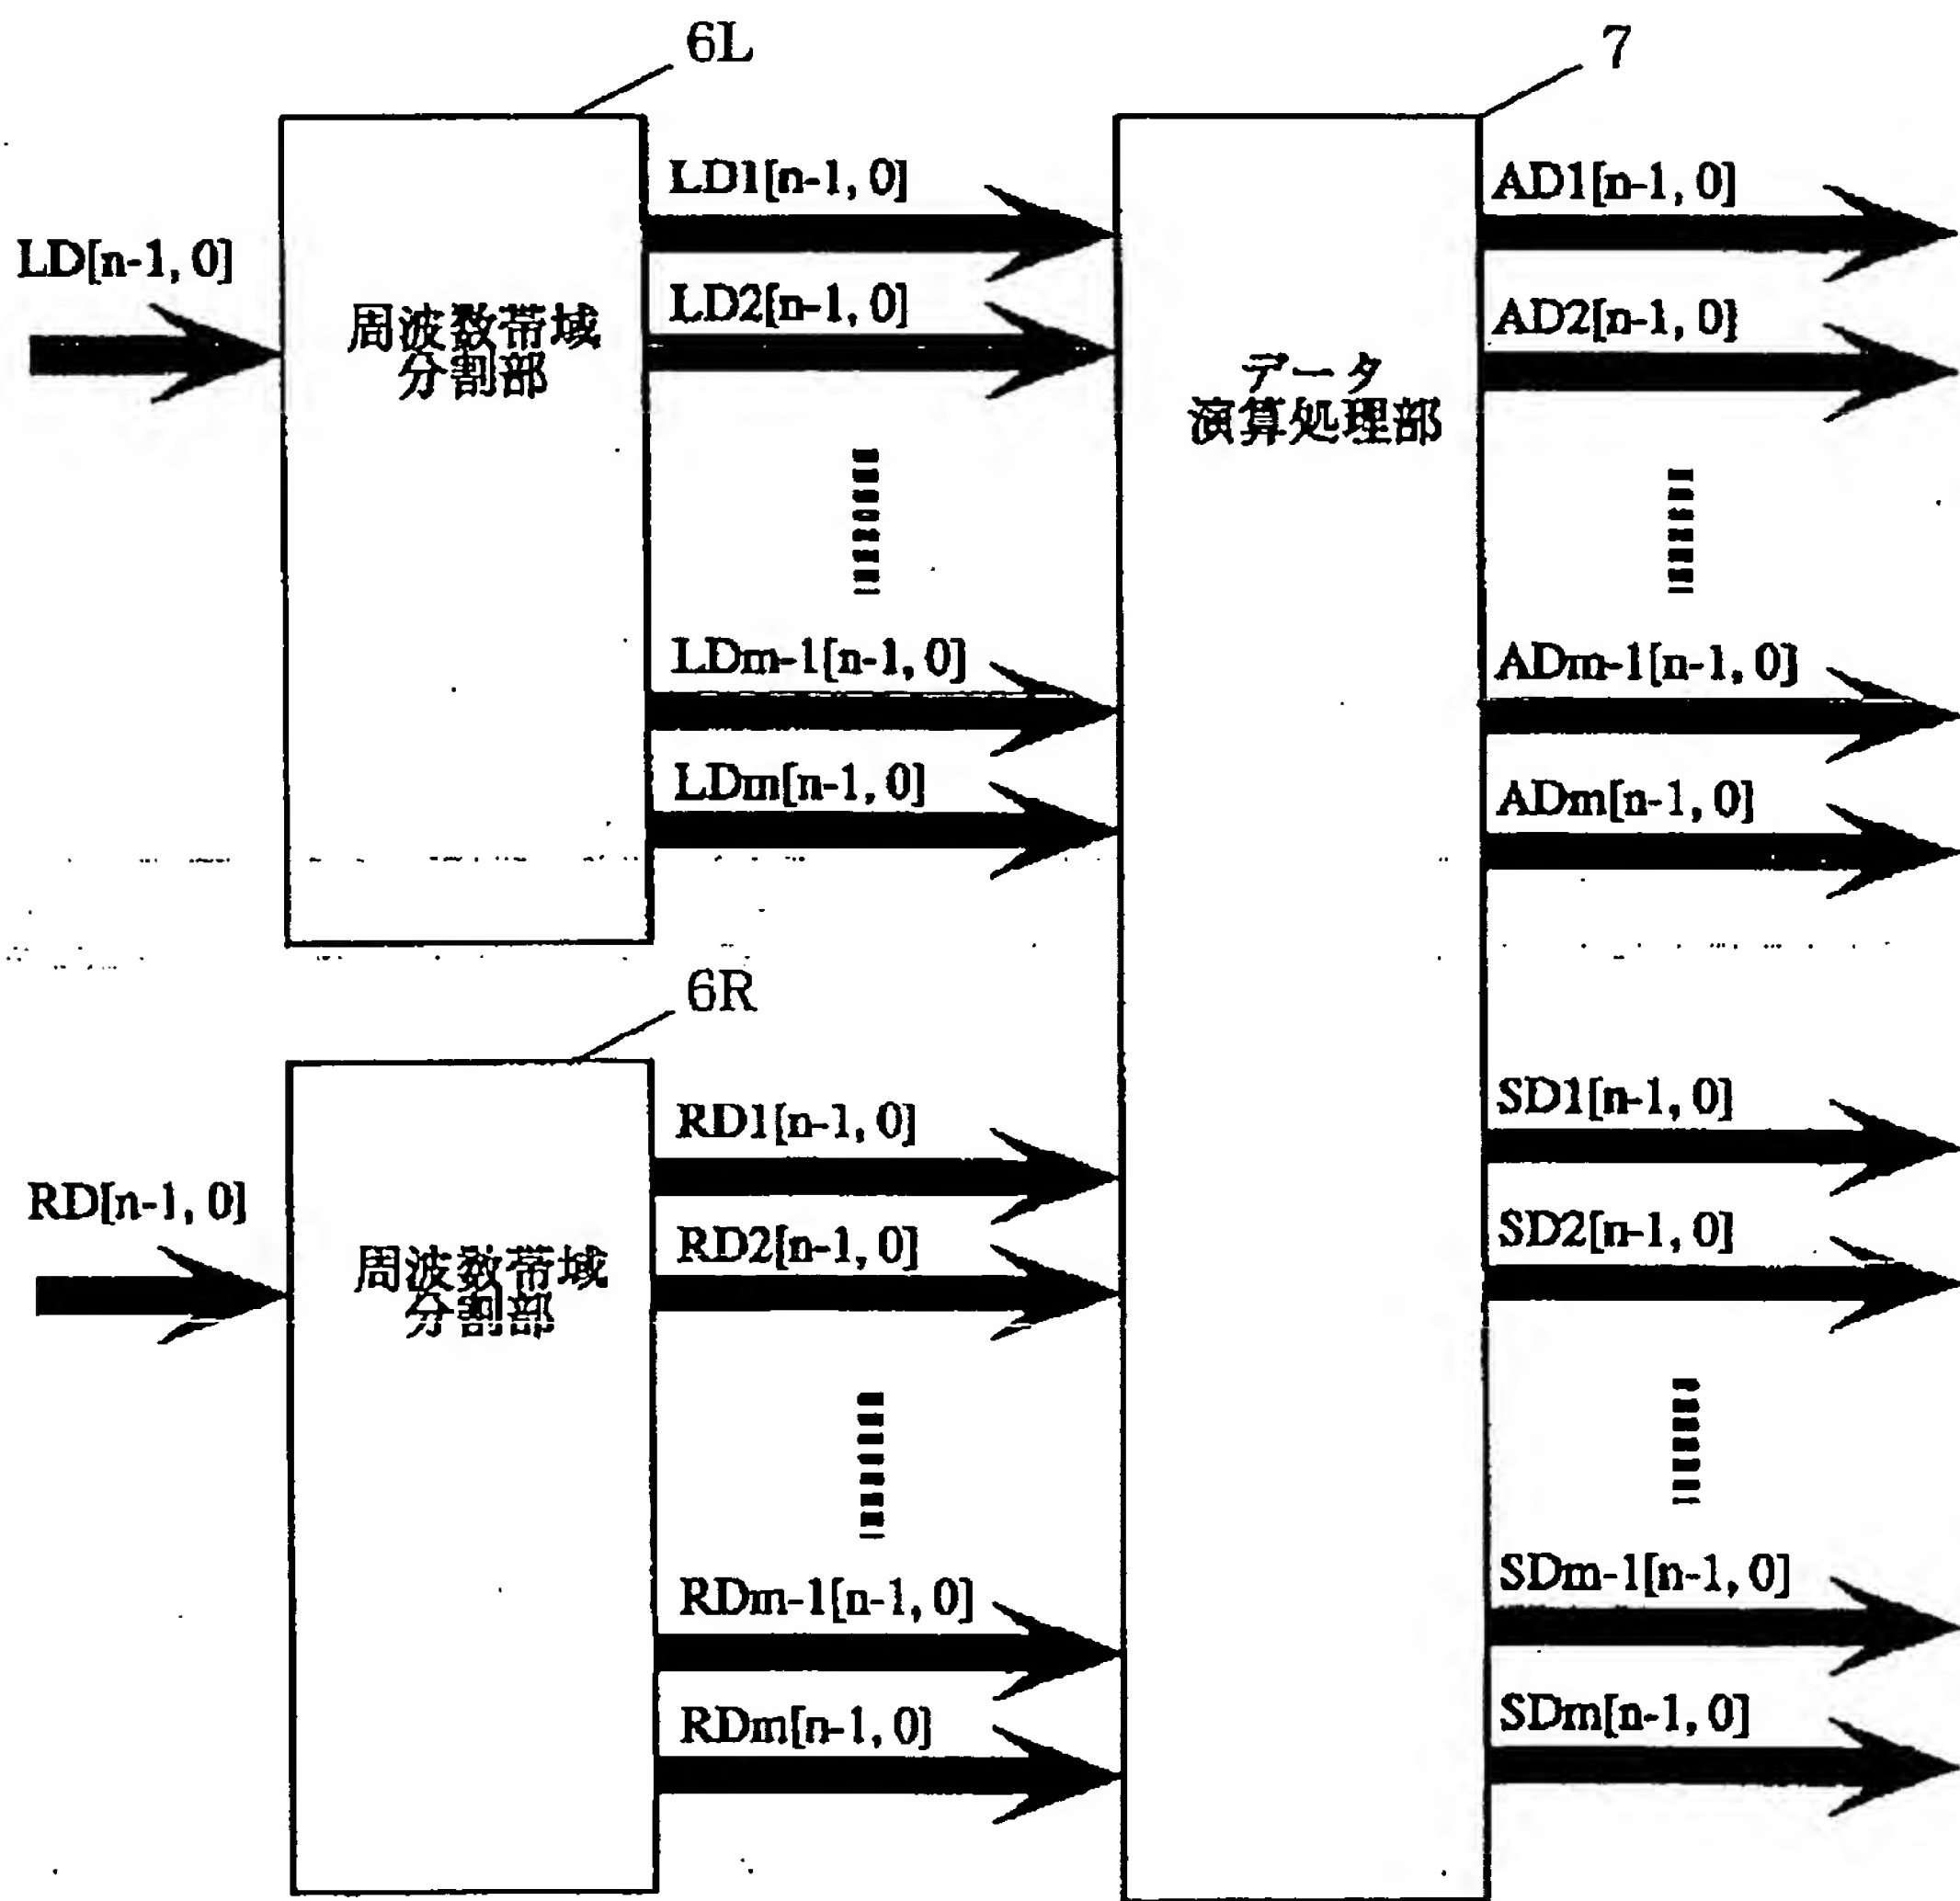 6L
7
LD[n-1, 0]
周波数帯域
分割部
LD1[n-1, 0]
LD2[n-1, 0]
LDm-1[n-1, 0]
LDm[n-1, 0]
データ
演算処理部
AD1[n-1, 0]
AD2[n-1, 0]
ADm-1[n-1, 0]
ADm[n-1, 0]
6R
RD[n-1, 0]
周波数帯域
分割部
RD1[n-1, 0]
RD2[n-1, 0]
RDm-1[n-1, 0]
RDm[n-1, 0]
SD1[n-1, 0]
SD2[n-1, 0]
SDm-1[n-1, 0]
SDm[n-1, 0]